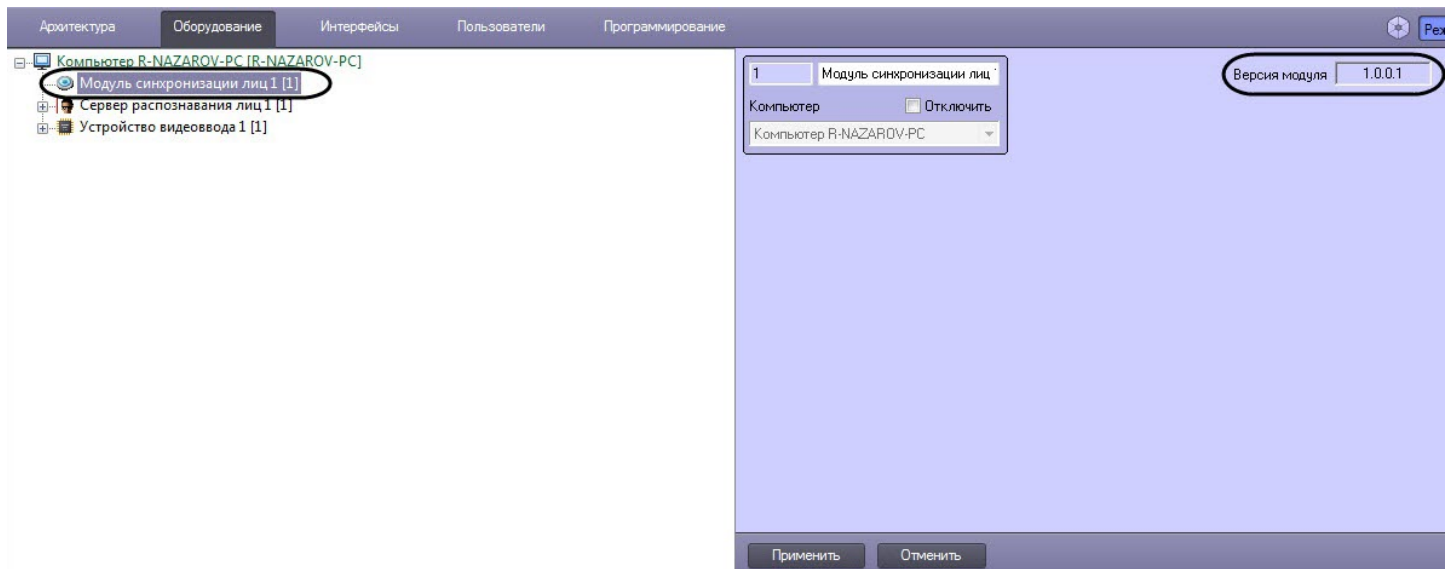 Архитектура Оборудование Интерфейсы Пользователи Программирование
Компьютер R-NAZAROV-PC [R-NAZAROV-PC]
Модуль синхронизации лиц 1 [1]
Сервер распознавания лиц 1 [1]
Устройство видеоввода 1 [1]
1 Модуль синхронизации лиц
Компьютер Отключить
Компьютер R-NAZAROV-PC
Версия модуля 1.0.0.1
Применить Отменить